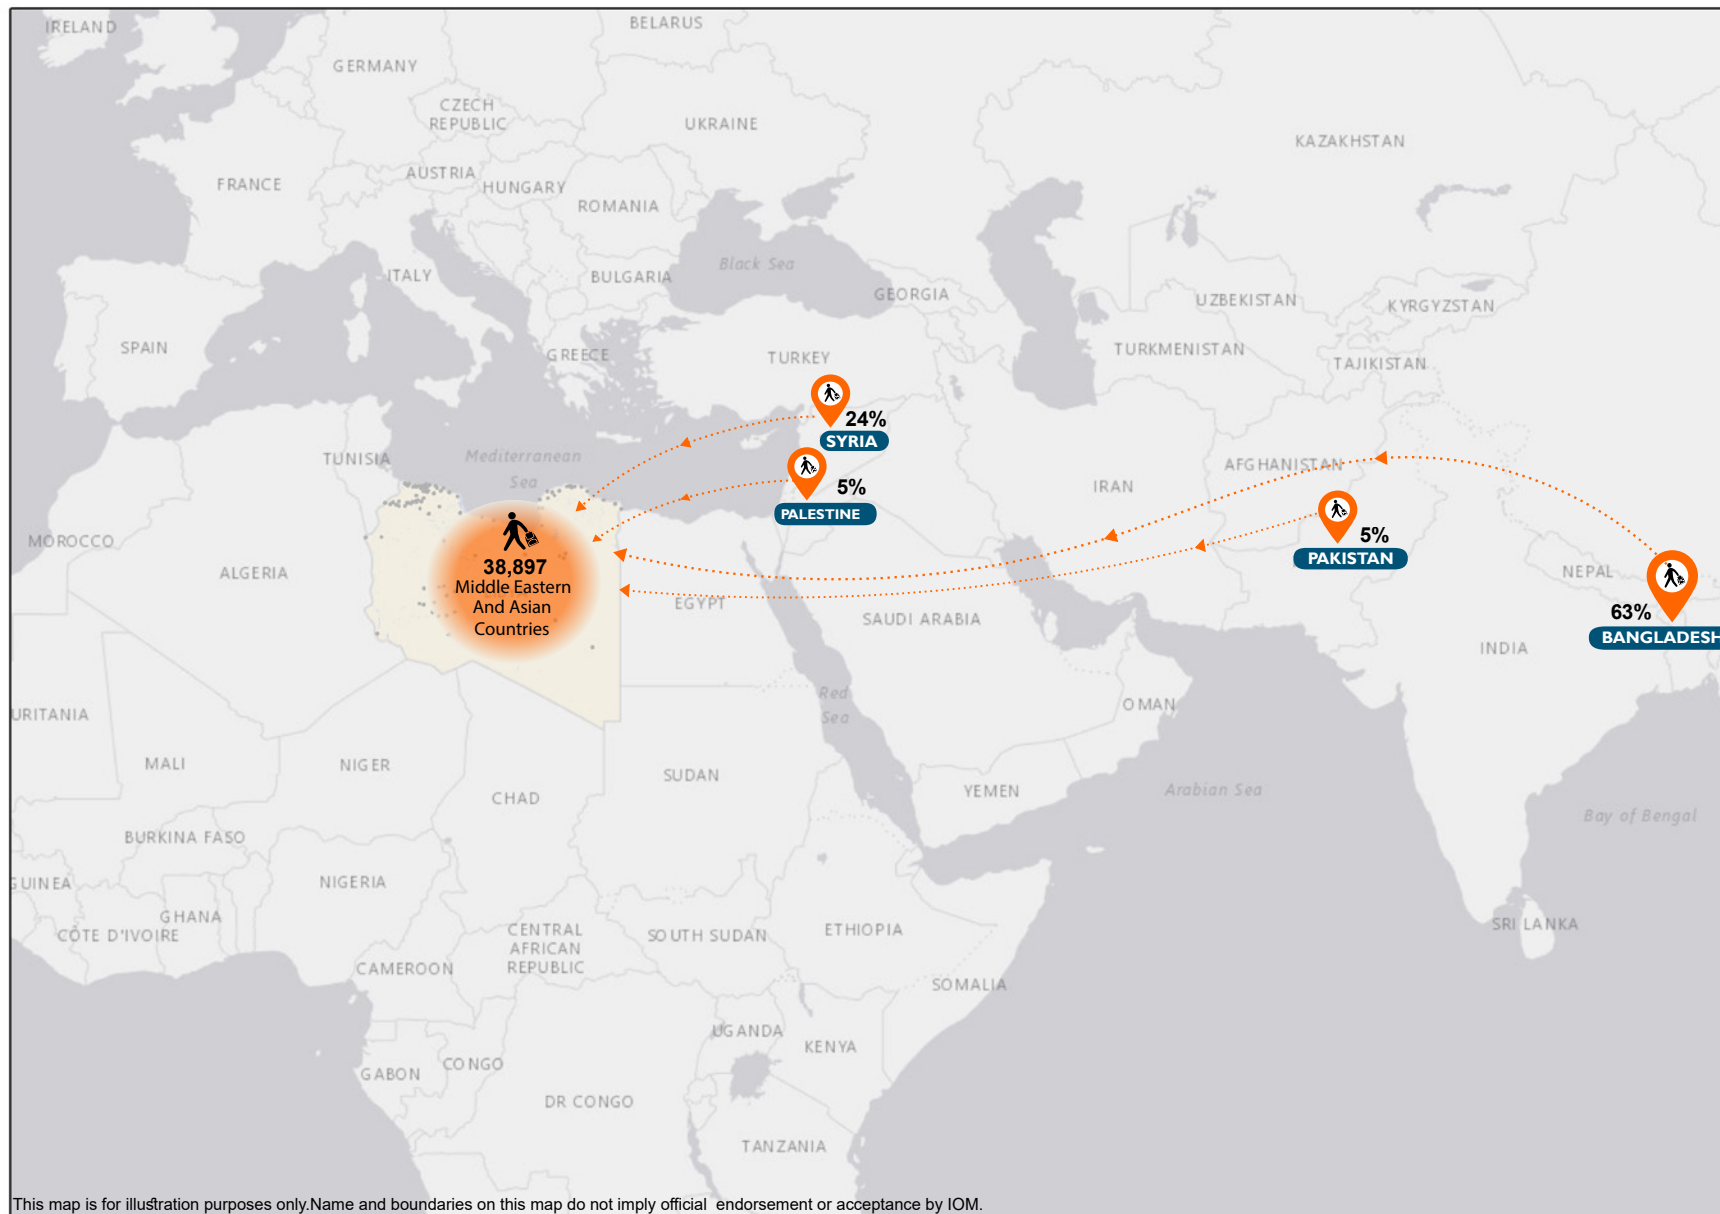 IRELAND
BELARUS
GERMANY
CZECH
REPUBLIC
UKRAINE
KAZAKHSTAN
FRANCE
AUSTRIA
HUNGARY
ROMANIA
ITALY
BULGARIA
Black Sea
GEORGIA
UZBEKISTAN
KYRGYZSTAN
SPAIN
GREECE
TURKEY
TURKMENISTAN
TAJIKISTAN
24%
SYRIA
TUNISIA
Mediterranean
Sea
AFGHANISTAN
IRAN
5%
PALESTINE
MOROCCO
ALGERIA
38,897
Middle Eastern
And Asian
Countries
EGYPT
SAUDI ARABIA
5%
PAKISTAN
NEPAL
63%
BANGLADESH
INDIA
URITANIA
Red
Sea
OMAN
MALI
NIGER
CHAD
SUDAN
YEMEN
Arabian Sea
Bay of Bengal
BURKINA FASO
GUINEA
NIGERIA
GHANA
CÔTE D'IVOIRE
CENTRAL
AFRICAN
REPUBLIC
SOUTH SUDAN
ETHIOPIA
SRI LANKA
CAMEROON
SOMALIA
UGANDA
KENYA
GABON
CONGO
DR CONGO
TANZANIA
This map is for illustration purposes only.Name and boundaries on this map do not imply official  endorsement or acceptance by IOM.